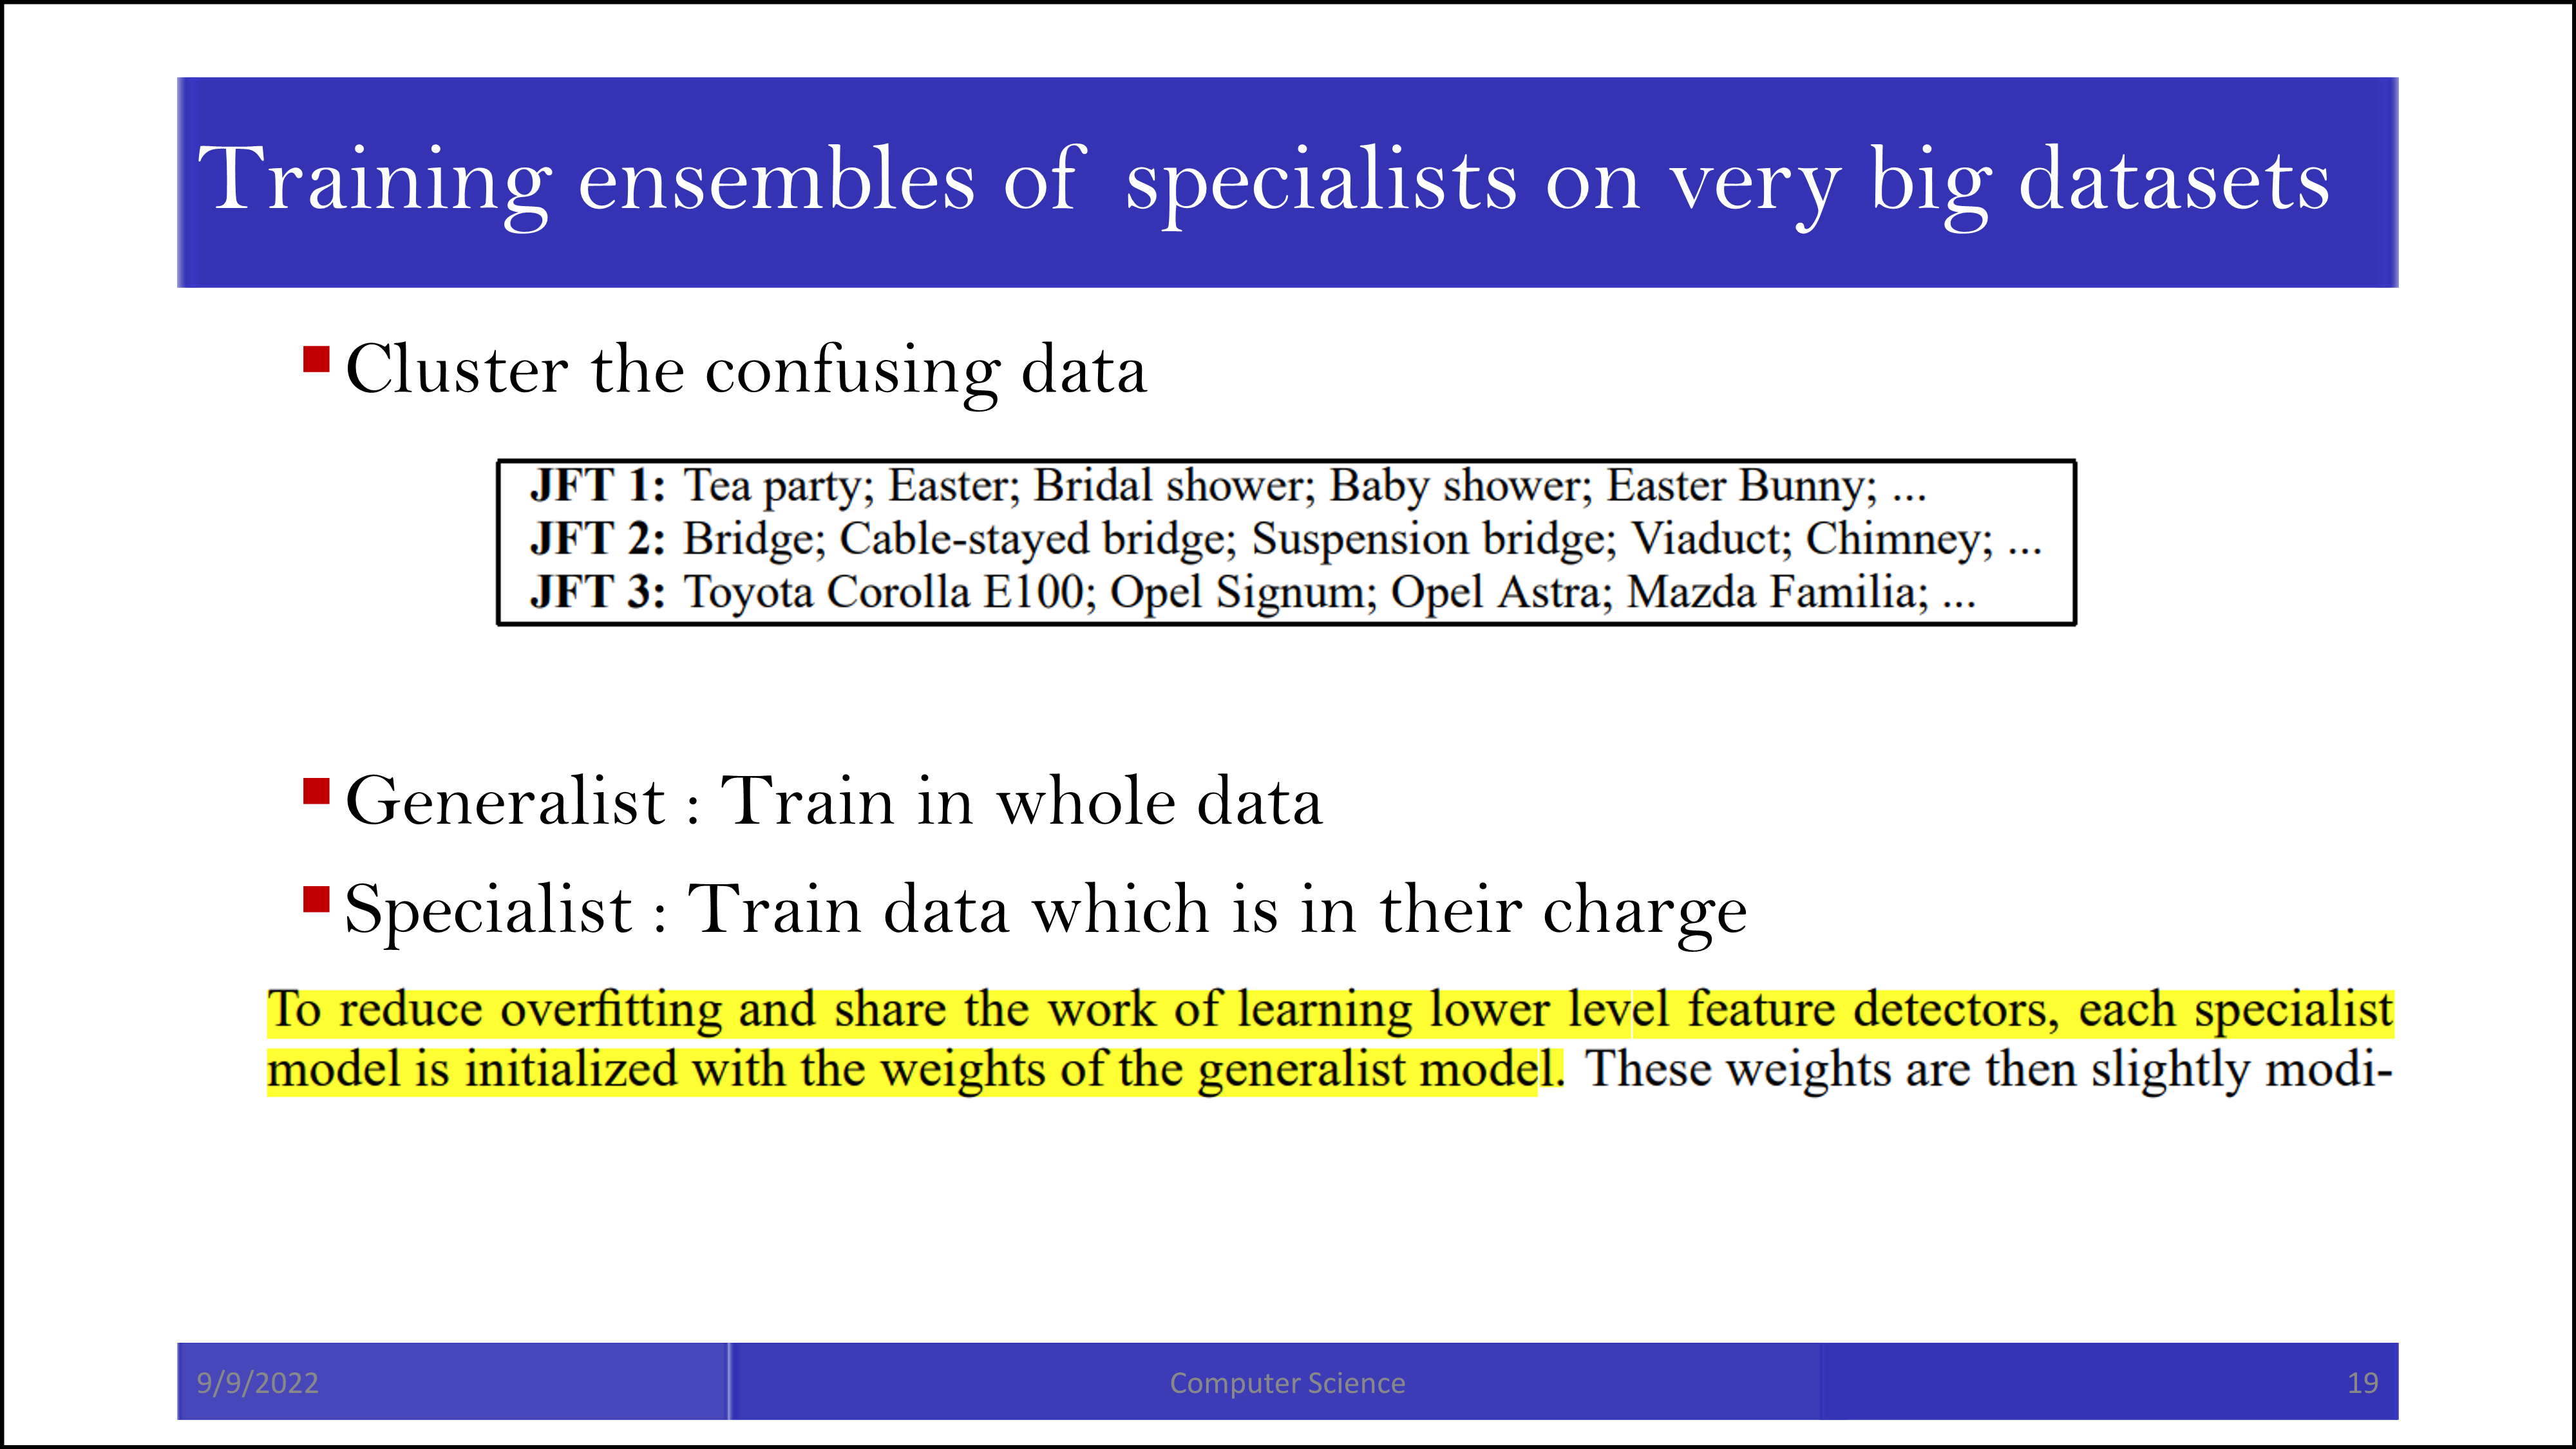 Training ensembles of specialists on very big datasets
Cluster the confusing data
JFT 1: Tea party; Easter; Bridal shower; Baby shower; Easter Bunny; ...
JFT 2: Bridge; Cable-stayed bridge; Suspension bridge; Viaduct; Chimney; ...
JFT 3: Toyota Corolla E100; Opel Signum; Opel Astra; Mazda Familia; ...
Generalist : Train in whole data
Specialist : Train data which is in their charge
To reduce overfitting and share the work of learning lower level feature detectors, each specialist
model is initialized with the weights of the generalist model. These weights are then slightly modi-
9/9/2022
Computer Science
19